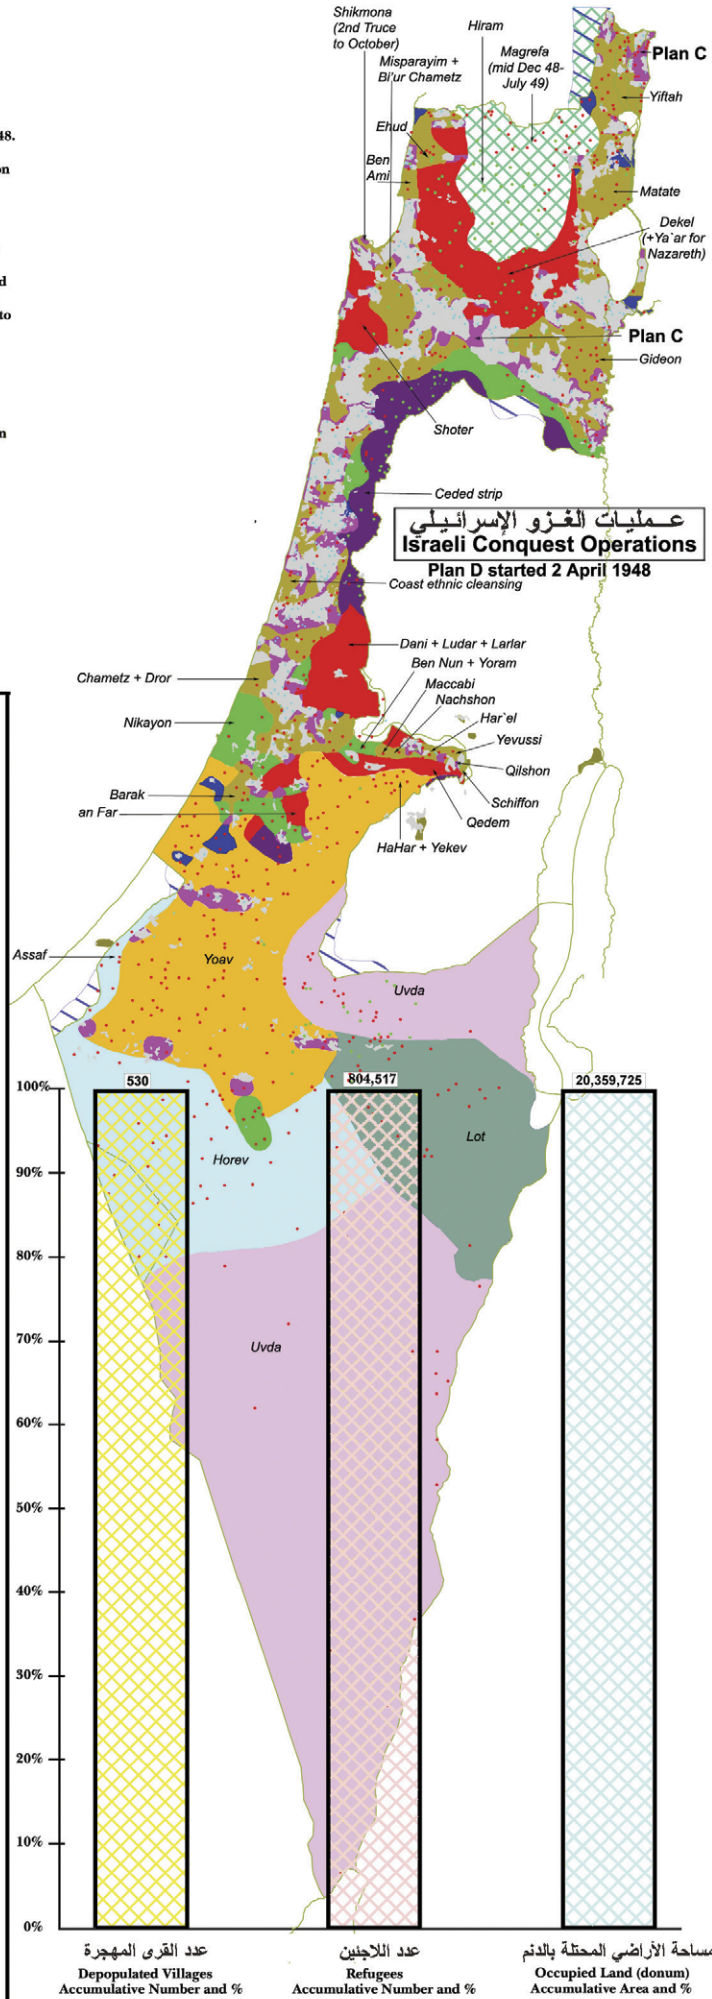 Shikmona
(2nd Truce
to October)
Hiram
Magrefa
(mid Dec 48-
July 49)
Misparayim +
Bi'ur Chametz
Plan C
Yiftah
Ehud
Ben
Ami
48.
on
Matate
Dekel
(+Ya`ar for
Nazareth)
d
to
Plan C
Gideon
Shoter
n
Ceded strip
عـمليات الغـزو الإسرائـيلي
Israeli Conquest Operations
Plan D started 2 April 1948
Coast ethnic cleansing
Dani + Ludar + Larlar
Ben Nun + Yoram
Chametz + Dror
Maccabi
Nachshon
Har`el
Nikayon
Yevussi
Qilshon
Barak
Schiffon
an Far
Qedem
HaHar + Yekev
Assaf
Yoav
Uvda
530
804,517
20,359,725
100%
Lot
Horev
90%
80%
Uvda
70%
60%
50%
40%
30%
20%
10%
0%
عدد القرى المهجرة
Depopulated Villages
Accumulative Number and %
عدد اللاجئين
Refugees
Accumulative Number and %
مساحة الأراضي المحتلة بالدنم
Occupied Land (donum)
Accumulative Area and %